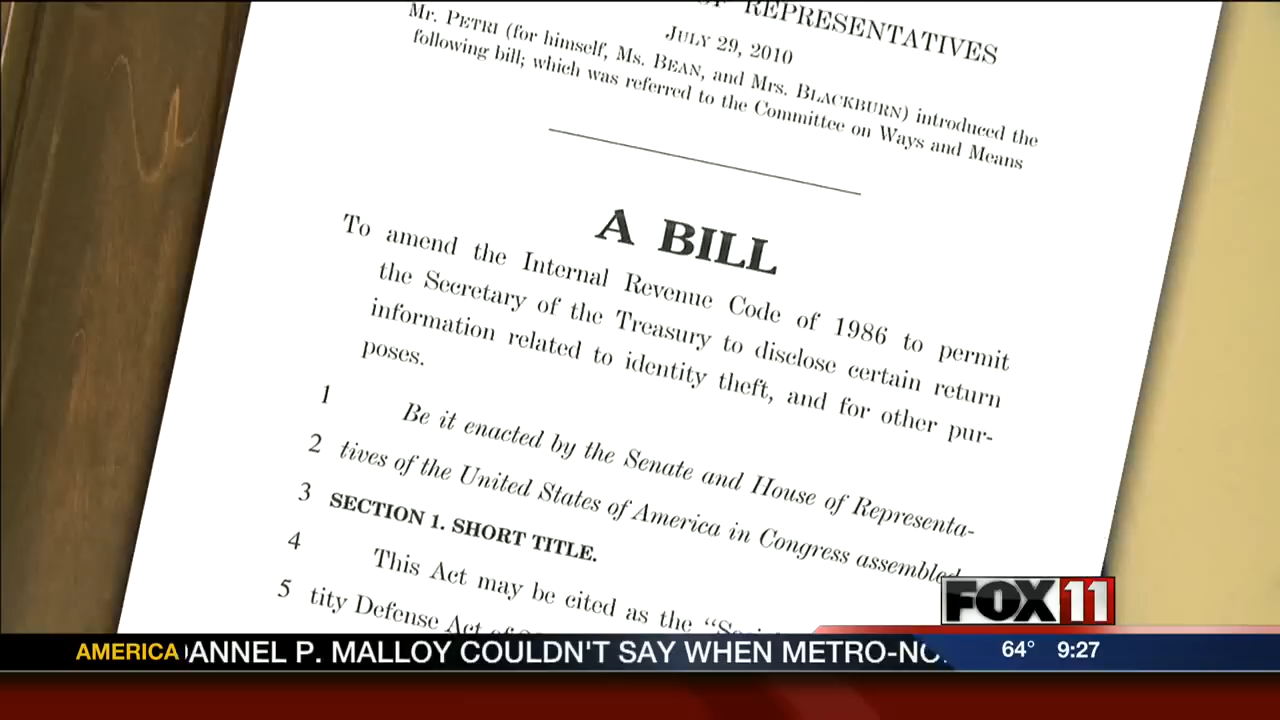 REPRESENTATIVES
JULY 29, 2010
Mr. PETRI (for himself, Ms. BEAN, and Mrs. BLACKBURN) introduced the
following bill; which was referred to the Committee on Ways and Means
A BILL
To amend the Internal Revenue Code of 1986 to permit
the Secretary of the Treasury to disclose certain return
information related to identity theft, and for other pur-
poses.
1 Be it enacted by the Senate and House of Representa-
2 tives of the United States of America in Congress assembled
3 SECTION 1. SHORT TITLE.
4 This Act may be cited as the
5 tity Defense Act
FOX 11
AMERICA ANNEL P. MALLOY COULDN'T SAY WHEN METRO-NO 64° 9:27